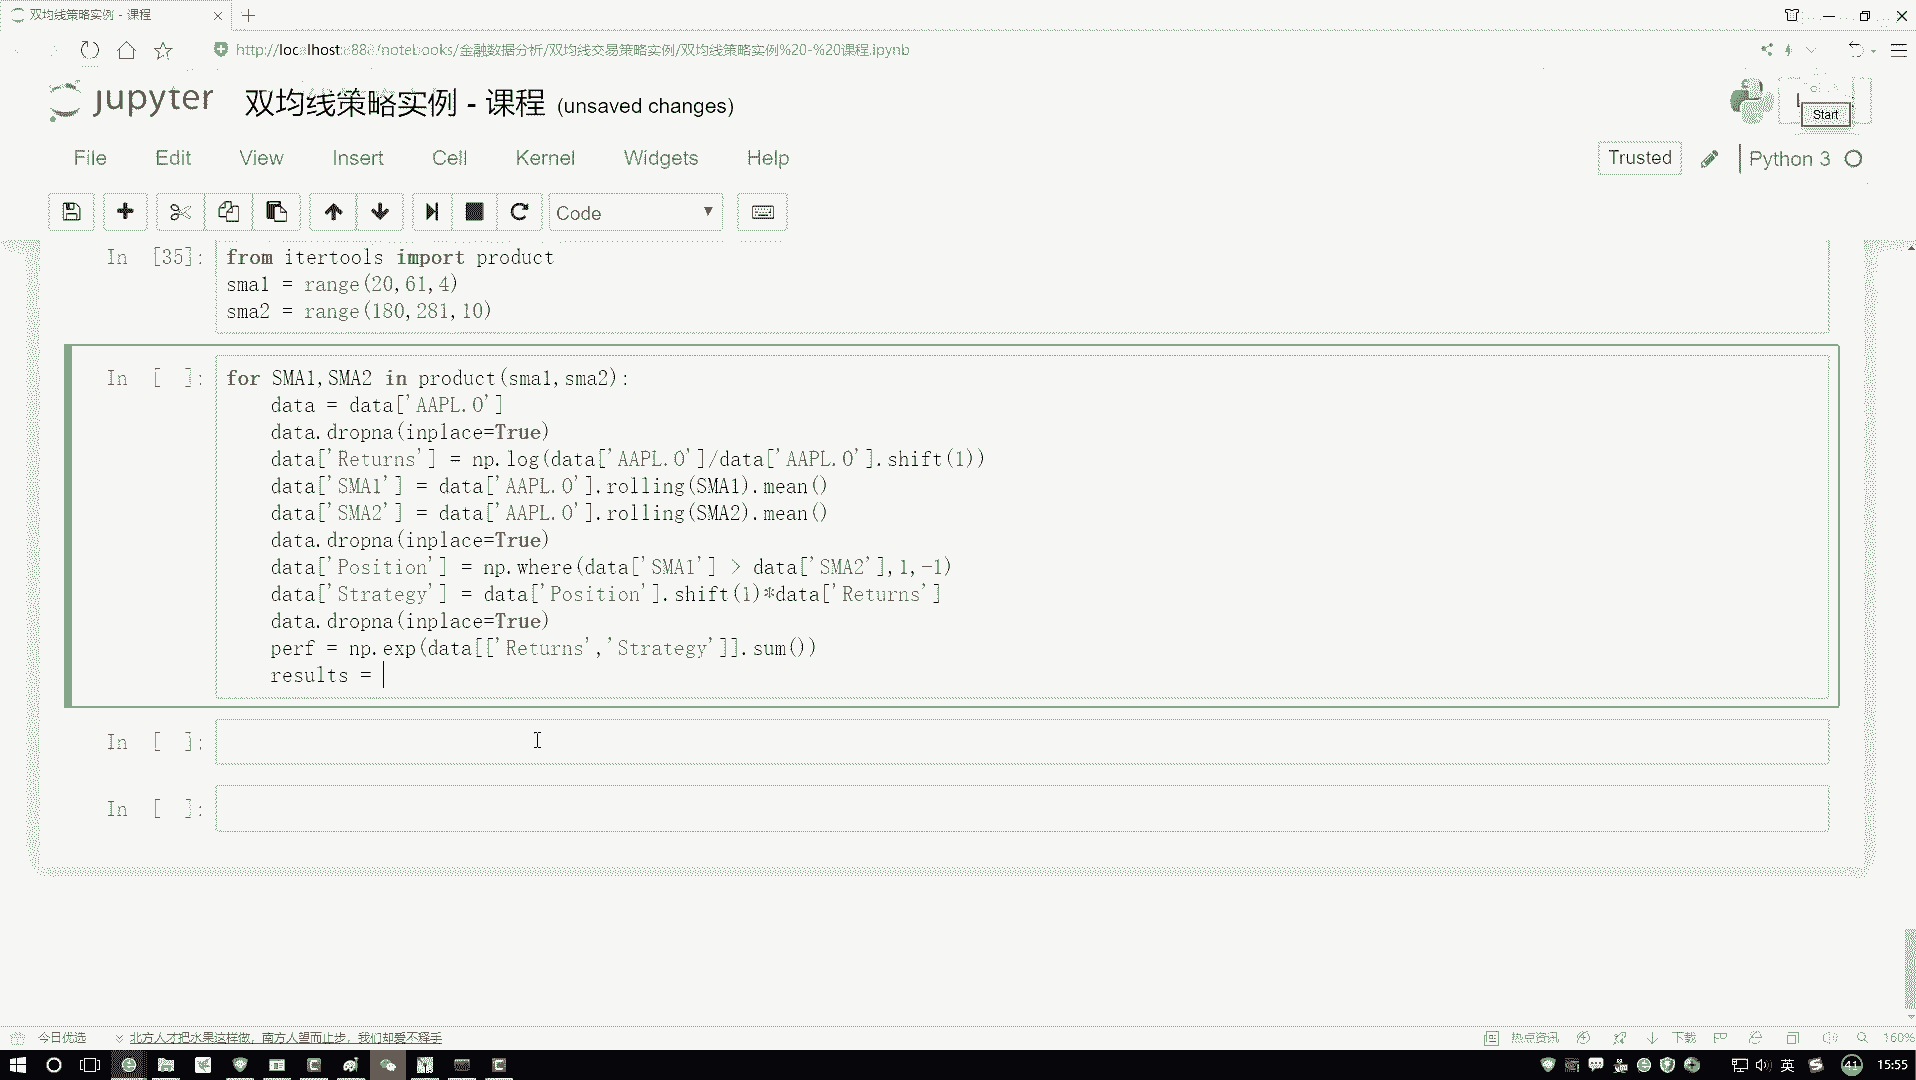 双均线策略实例 - 课程
http://localhost:888/notebooks/金融数据分析/双均线交易策略实例/双均线策略实例%20-%20课程.ipynb
jupyter 双均线策略实例 - 课程 (unsaved changes)
Start
File Edit View Insert Cell Kernel Widgets Help
Trusted
Python 3
Code
In [35]:
from itertools import product
sma1 = range(20,61,4)
sma2 = range(180,281,10)
In [ ]:
for SMA1,SMA2 in product(sma1,sma2):
data = data['AAPL.O']
data.dropna(inplace=True)
data['Returns'] = np.log(data['AAPL.O']/data['AAPL.O'].shift(1))
data['SMA1'] = data['AAPL.O'].rolling(SMA1).mean()
data['SMA2'] = data['AAPL.O'].rolling(SMA2).mean()
data.dropna(inplace=True)
data['Position'] = np.where(data['SMA1'] > data['SMA2'],1,-1)
data['Strategy'] = data['Position'].shift(1)*data['Returns']
data.dropna(inplace=True)
perf = np.exp(data[['Returns','Strategy']].sum())
results =
In [ ]:
In [ ]:
今日优选 北方人才把水果这样做，南方人望而止步，我们却爱不释手
热点资讯 下载 160%
英 41 15:55